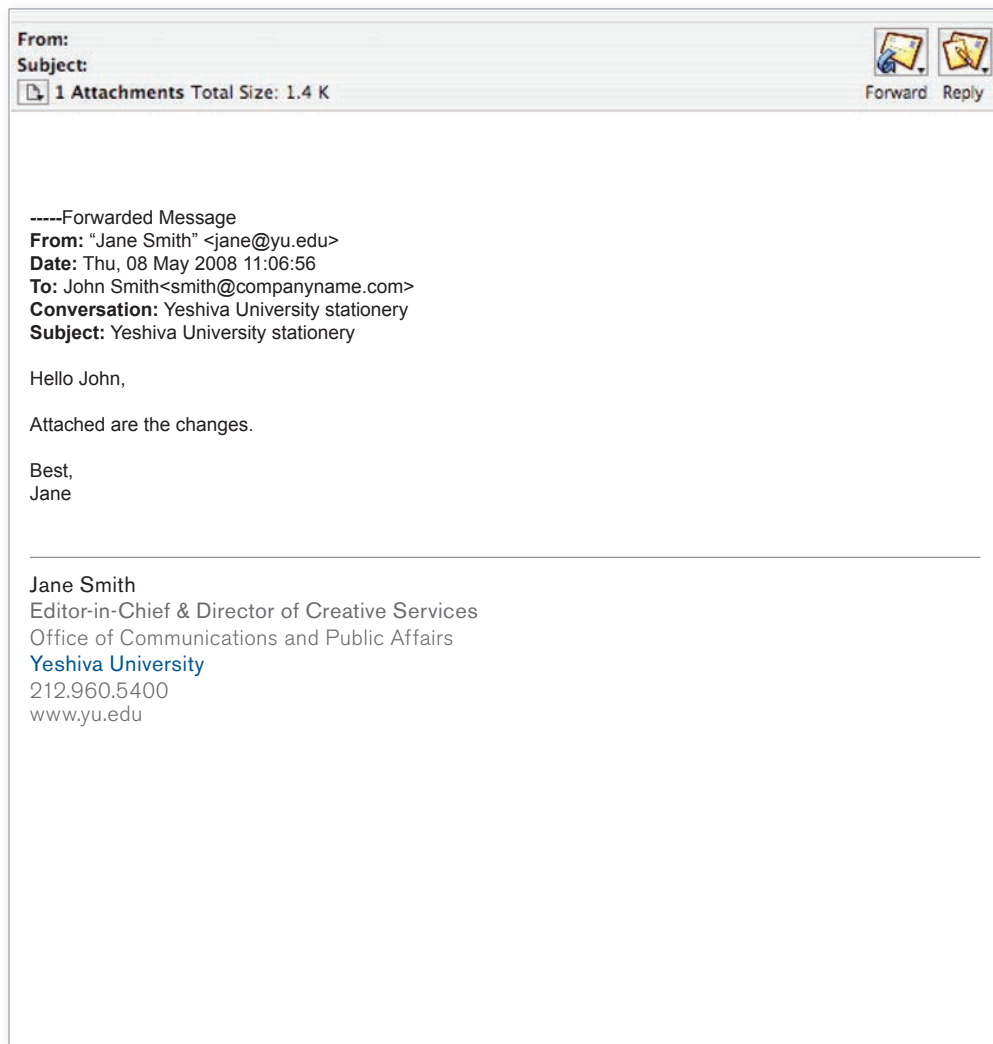 From:
Subject:
1 Attachments Total Size: 1.4 K
Forward Reply
-----Forwarded Message
From: “Jane Smith” <jane@yu.edu>
Date: Thu, 08 May 2008 11:06:56
To: John Smith<smith@companyname.com>
Conversation: Yeshiva University stationery
Subject: Yeshiva University stationery
Hello John,
Attached are the changes.
Best,
Jane
Jane Smith
Editor-in-Chief & Director of Creative Services
Office of Communications and Public Affairs
Yeshiva University
212.960.5400
www.yu.edu